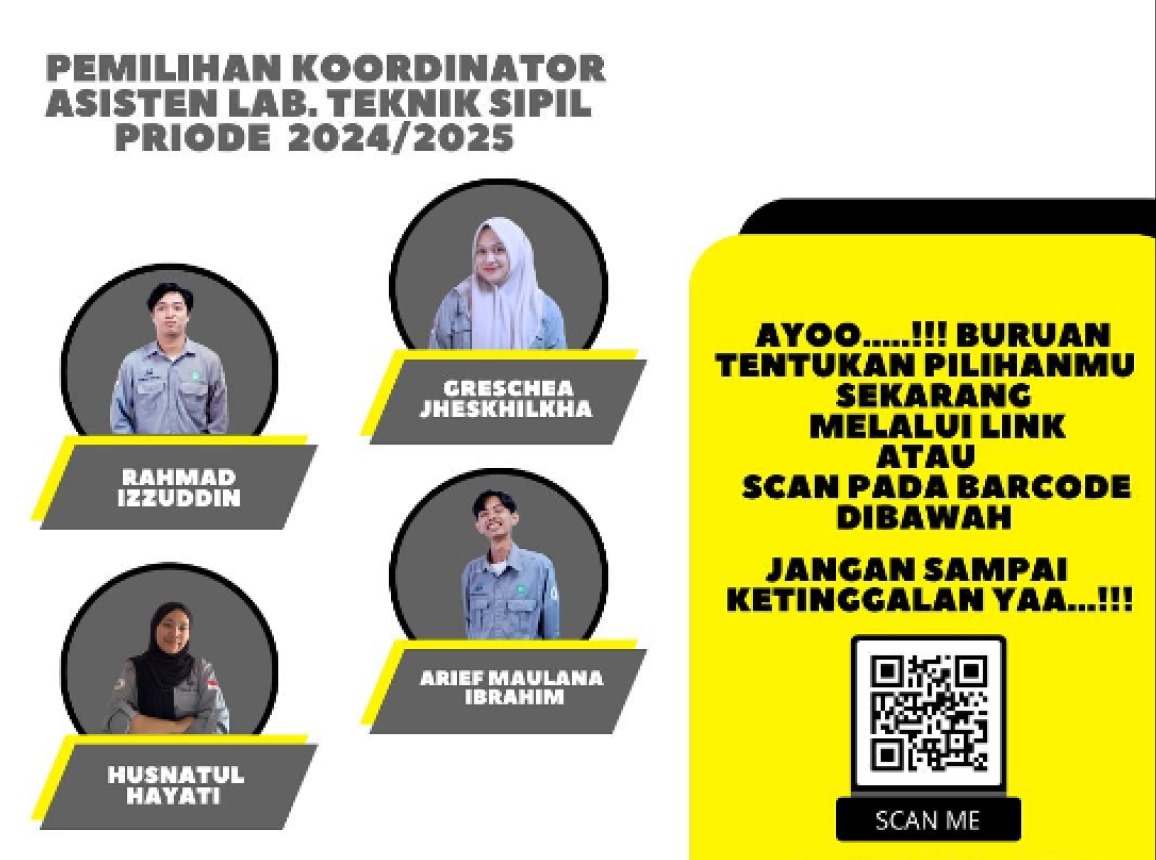 PEMILIHAN KOORDINATOR
ASISTEN LAB. TEKNIK SIPIL
PRIODE 2024/2025
GRESCHEA
JHESKHILKHA
RAHMAD
IZZUDDIN
ARIEF MAULANA
IBRAHIM
HUSNATUL
HAYATI
AYOO.....!!! BURUAN
TENTUKAN PILIHANMU
SEKARANG
MELALUI LINK
ATAU
SCAN PADA BARCODE
DIBAWAH
JANGAN SAMPAI
KETINGGALAN YAA...!!!
SCAN ME